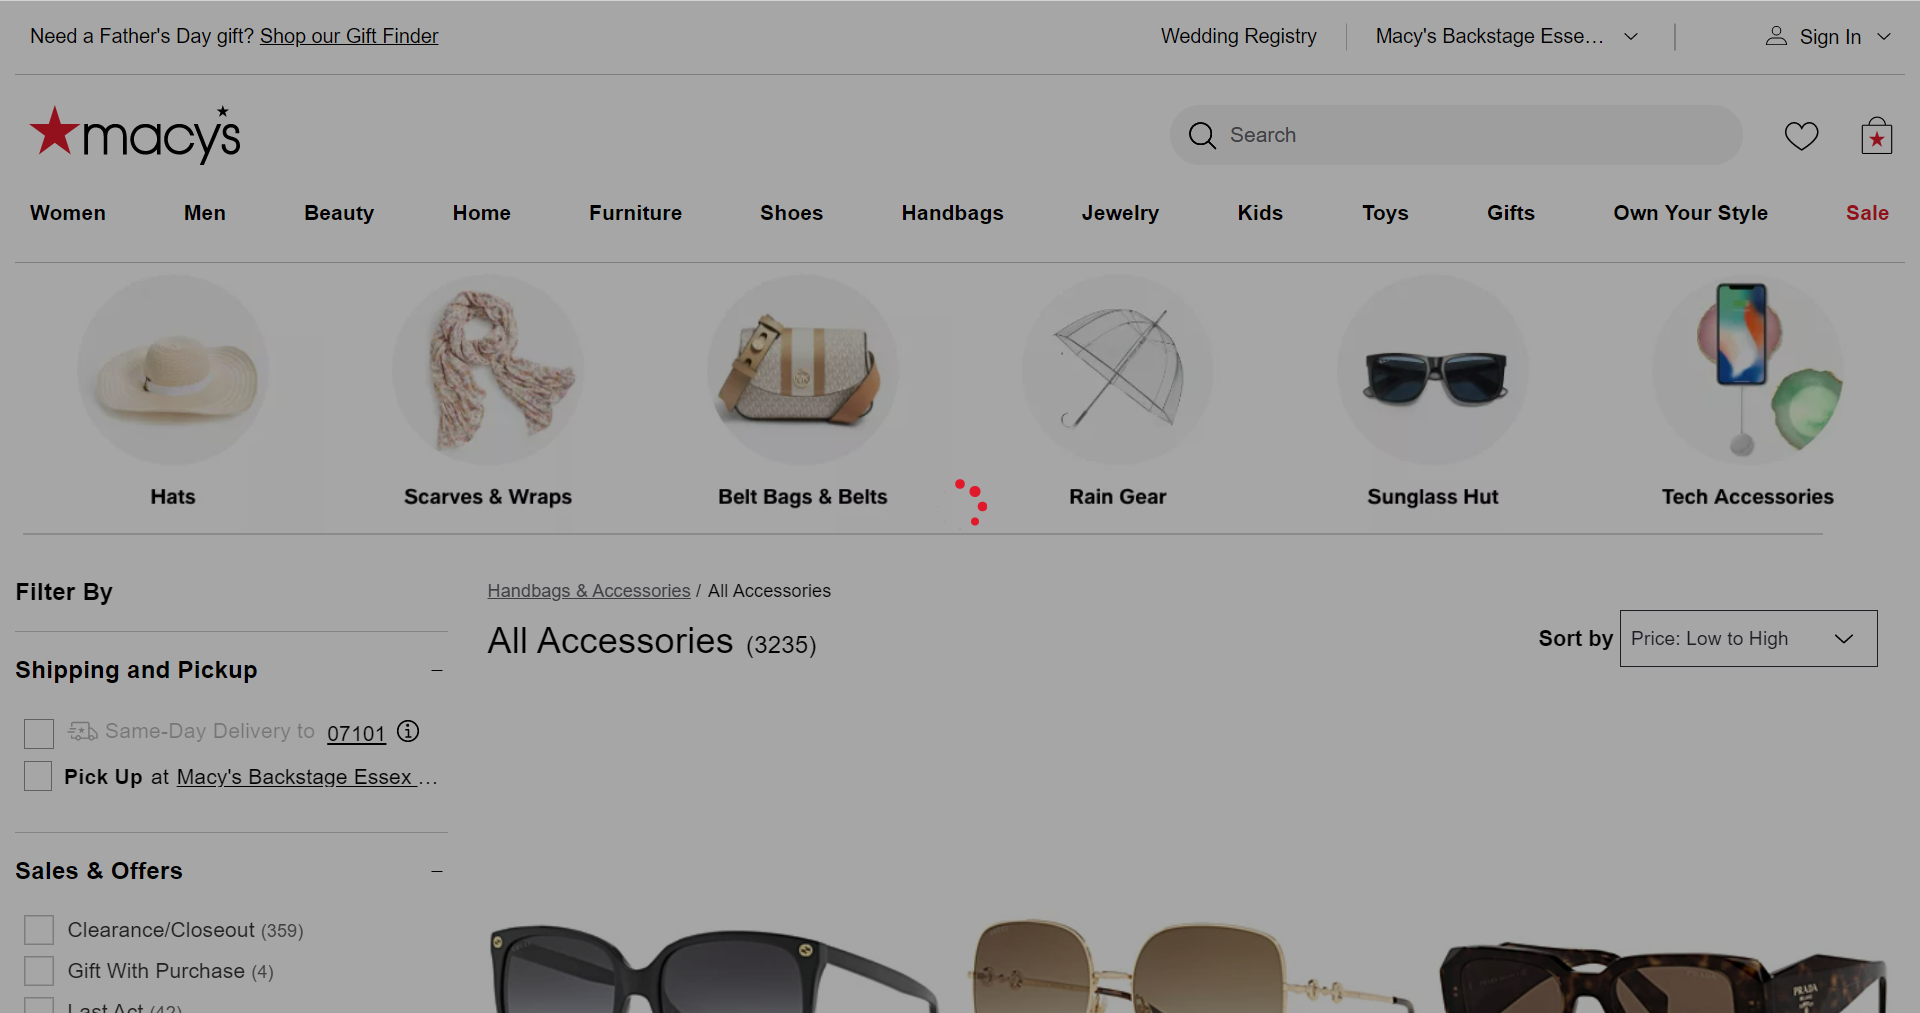 Need a Father's Day gift? Shop our Gift Finder
Wedding Registry
Macy's Backstage Esse...
Sign In
macy's
Search
Women
Men
Beauty
Home
Furniture
Shoes
Handbags
Jewelry
Kids
Toys
Gifts
Own Your Style
Sale
Hats
Scarves & Wraps
Belt Bags & Belts
Rain Gear
Sunglass Hut
Tech Accessories
Filter By
Shipping and Pickup
Same-Day Delivery to 07101
Pick Up at Macy's Backstage Essex ...
Sales & Offers
Clearance/Closeout (359)
Gift With Purchase (4)
Last Act (42)
Handbags & Accessories / All Accessories
All Accessories (3235)
Sort by
Price: Low to High
PRADA